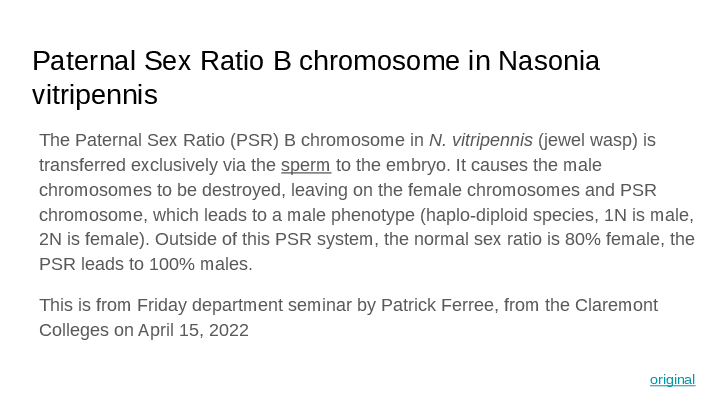 Paternal Sex Ratio B chromosome in Nasonia
vitripennis
The Paternal Sex Ratio (PSR) B chromosome in N. vitripennis (jewel wasp) is
transferred exclusively via the sperm to the embryo. It causes the male
chromosomes to be destroyed, leaving on the female chromosomes and PSR
chromosome, which leads to a male phenotype (haplo-diploid species, 1N is male,
2N is female). Outside of this PSR system, the normal sex ratio is 80% female, the
PSR leads to 100% males.
This is from Friday department seminar by Patrick Ferree, from the Claremont
Colleges on April 15, 2022
original